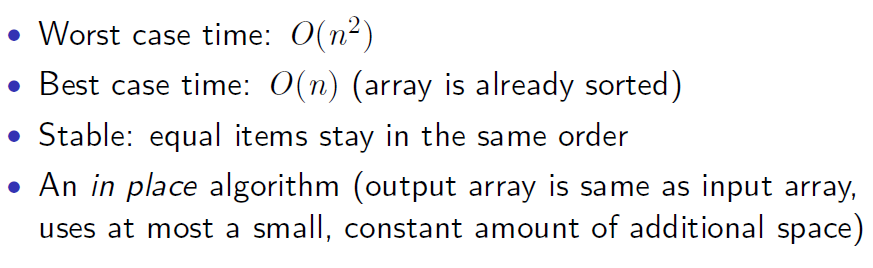 • Worst case time: O(n²)
• Best case time: O(n) (array is already sorted)
• Stable: equal items stay in the same order
• An in place algorithm (output array is same as input array,
uses at most a small, constant amount of additional space)